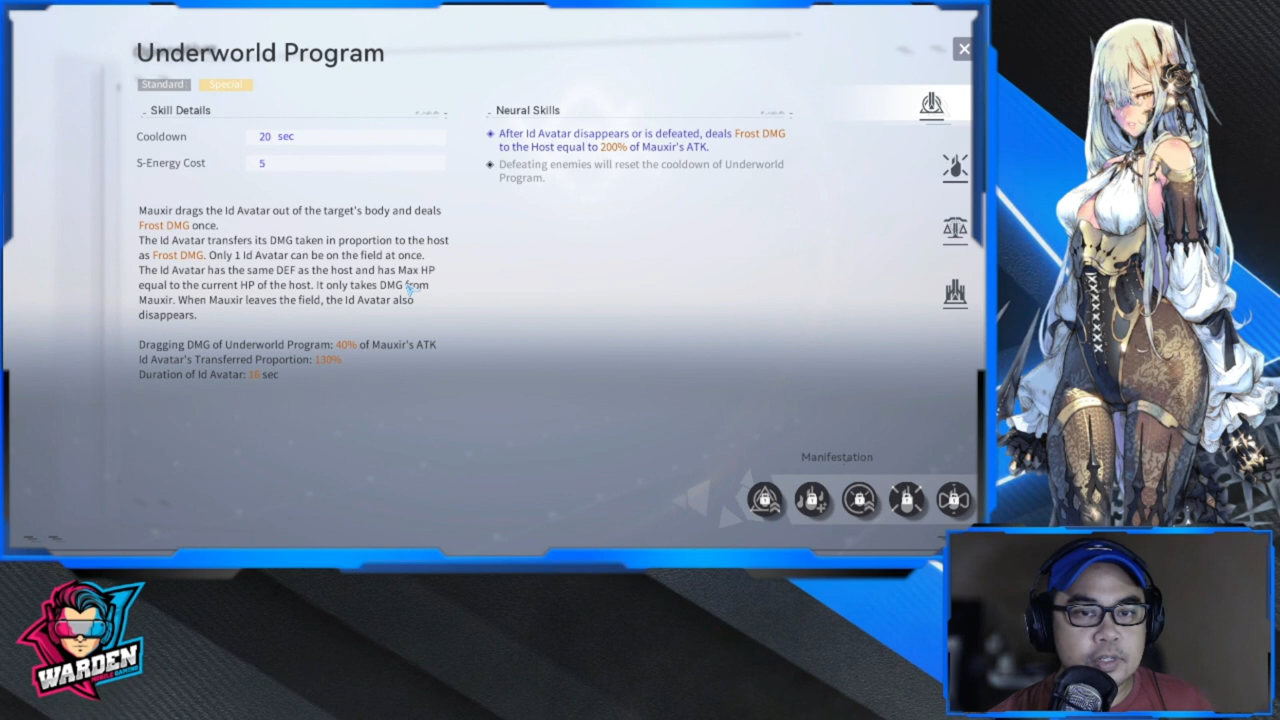 Underworld Program
Standard
Special
Skill Details
Cooldown
20 sec
S-Energy Cost
5
Mauxir drags the Id Avatar out of the target's body and deals
Frost DMG once.
The Id Avatar transfers its DMG taken in proportion to the host
as Frost DMG. Only 1 Id Avatar can be on the field at once.
The Id Avatar has the same DEF as the host and has Max HP
equal to the current HP of the host. It only takes DMG from
Mauxir. When Mauxir leaves the field, the Id Avatar also
disappears.
Dragging DMG of Underworld Program: 40% of Mauxir's ATK
Id Avatar's Transferred Proportion: 130%
Duration of Id Avatar: 16 sec
Neural Skills
After Id Avatar disappears or is defeated, deals Frost DMG
to the Host equal to 200% of Mauxir's ATK.
Defeating enemies will reset the cooldown of Underworld
Program.
Manifestation
WARDEN
MOBILE GAMING